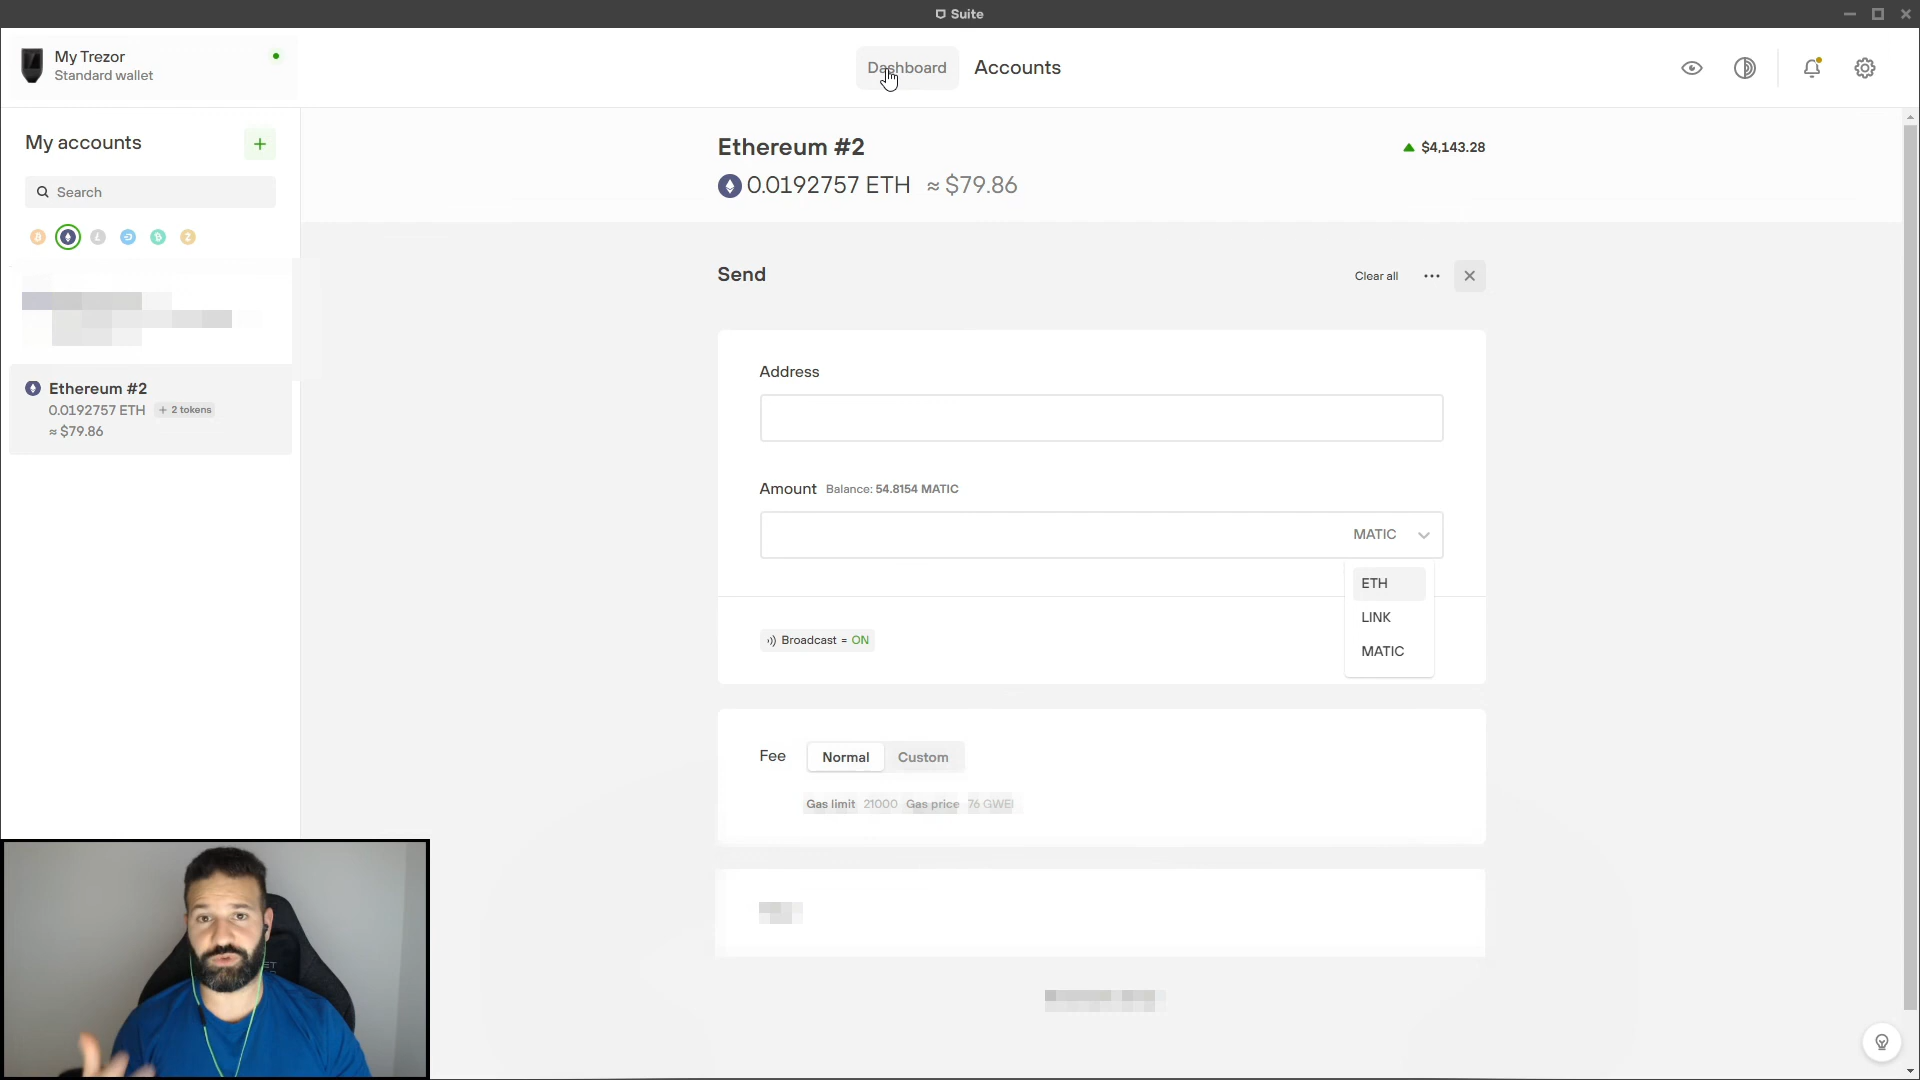 Suite
My Trezor
Standard wallet
Dashboard
Accounts
My accounts
Search
Ethereum #2
0.0192757 ETH
+ 2 tokens
≈ $79.86
Ethereum #2
$4,143.28
0.0192757 ETH ≈ $79.86
Send
Clear all
Address
Amount Balance: 54.8154 MATIC
MATIC
ETH
LINK
MATIC
Broadcast = ON
Fee
Normal
Custom
Gas limit 21000 Gas price 76 GWEI